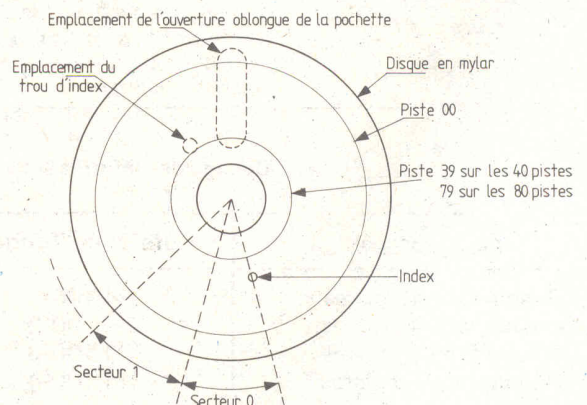 Emplacement de l'ouverture oblongue de la pochette
Emplacement du
trou d'index
Disque en mylar
Piste 00
Piste 39 sur les 40 pistes
79 sur les 80 pistes
Index
Secteur 1
Secteur 0